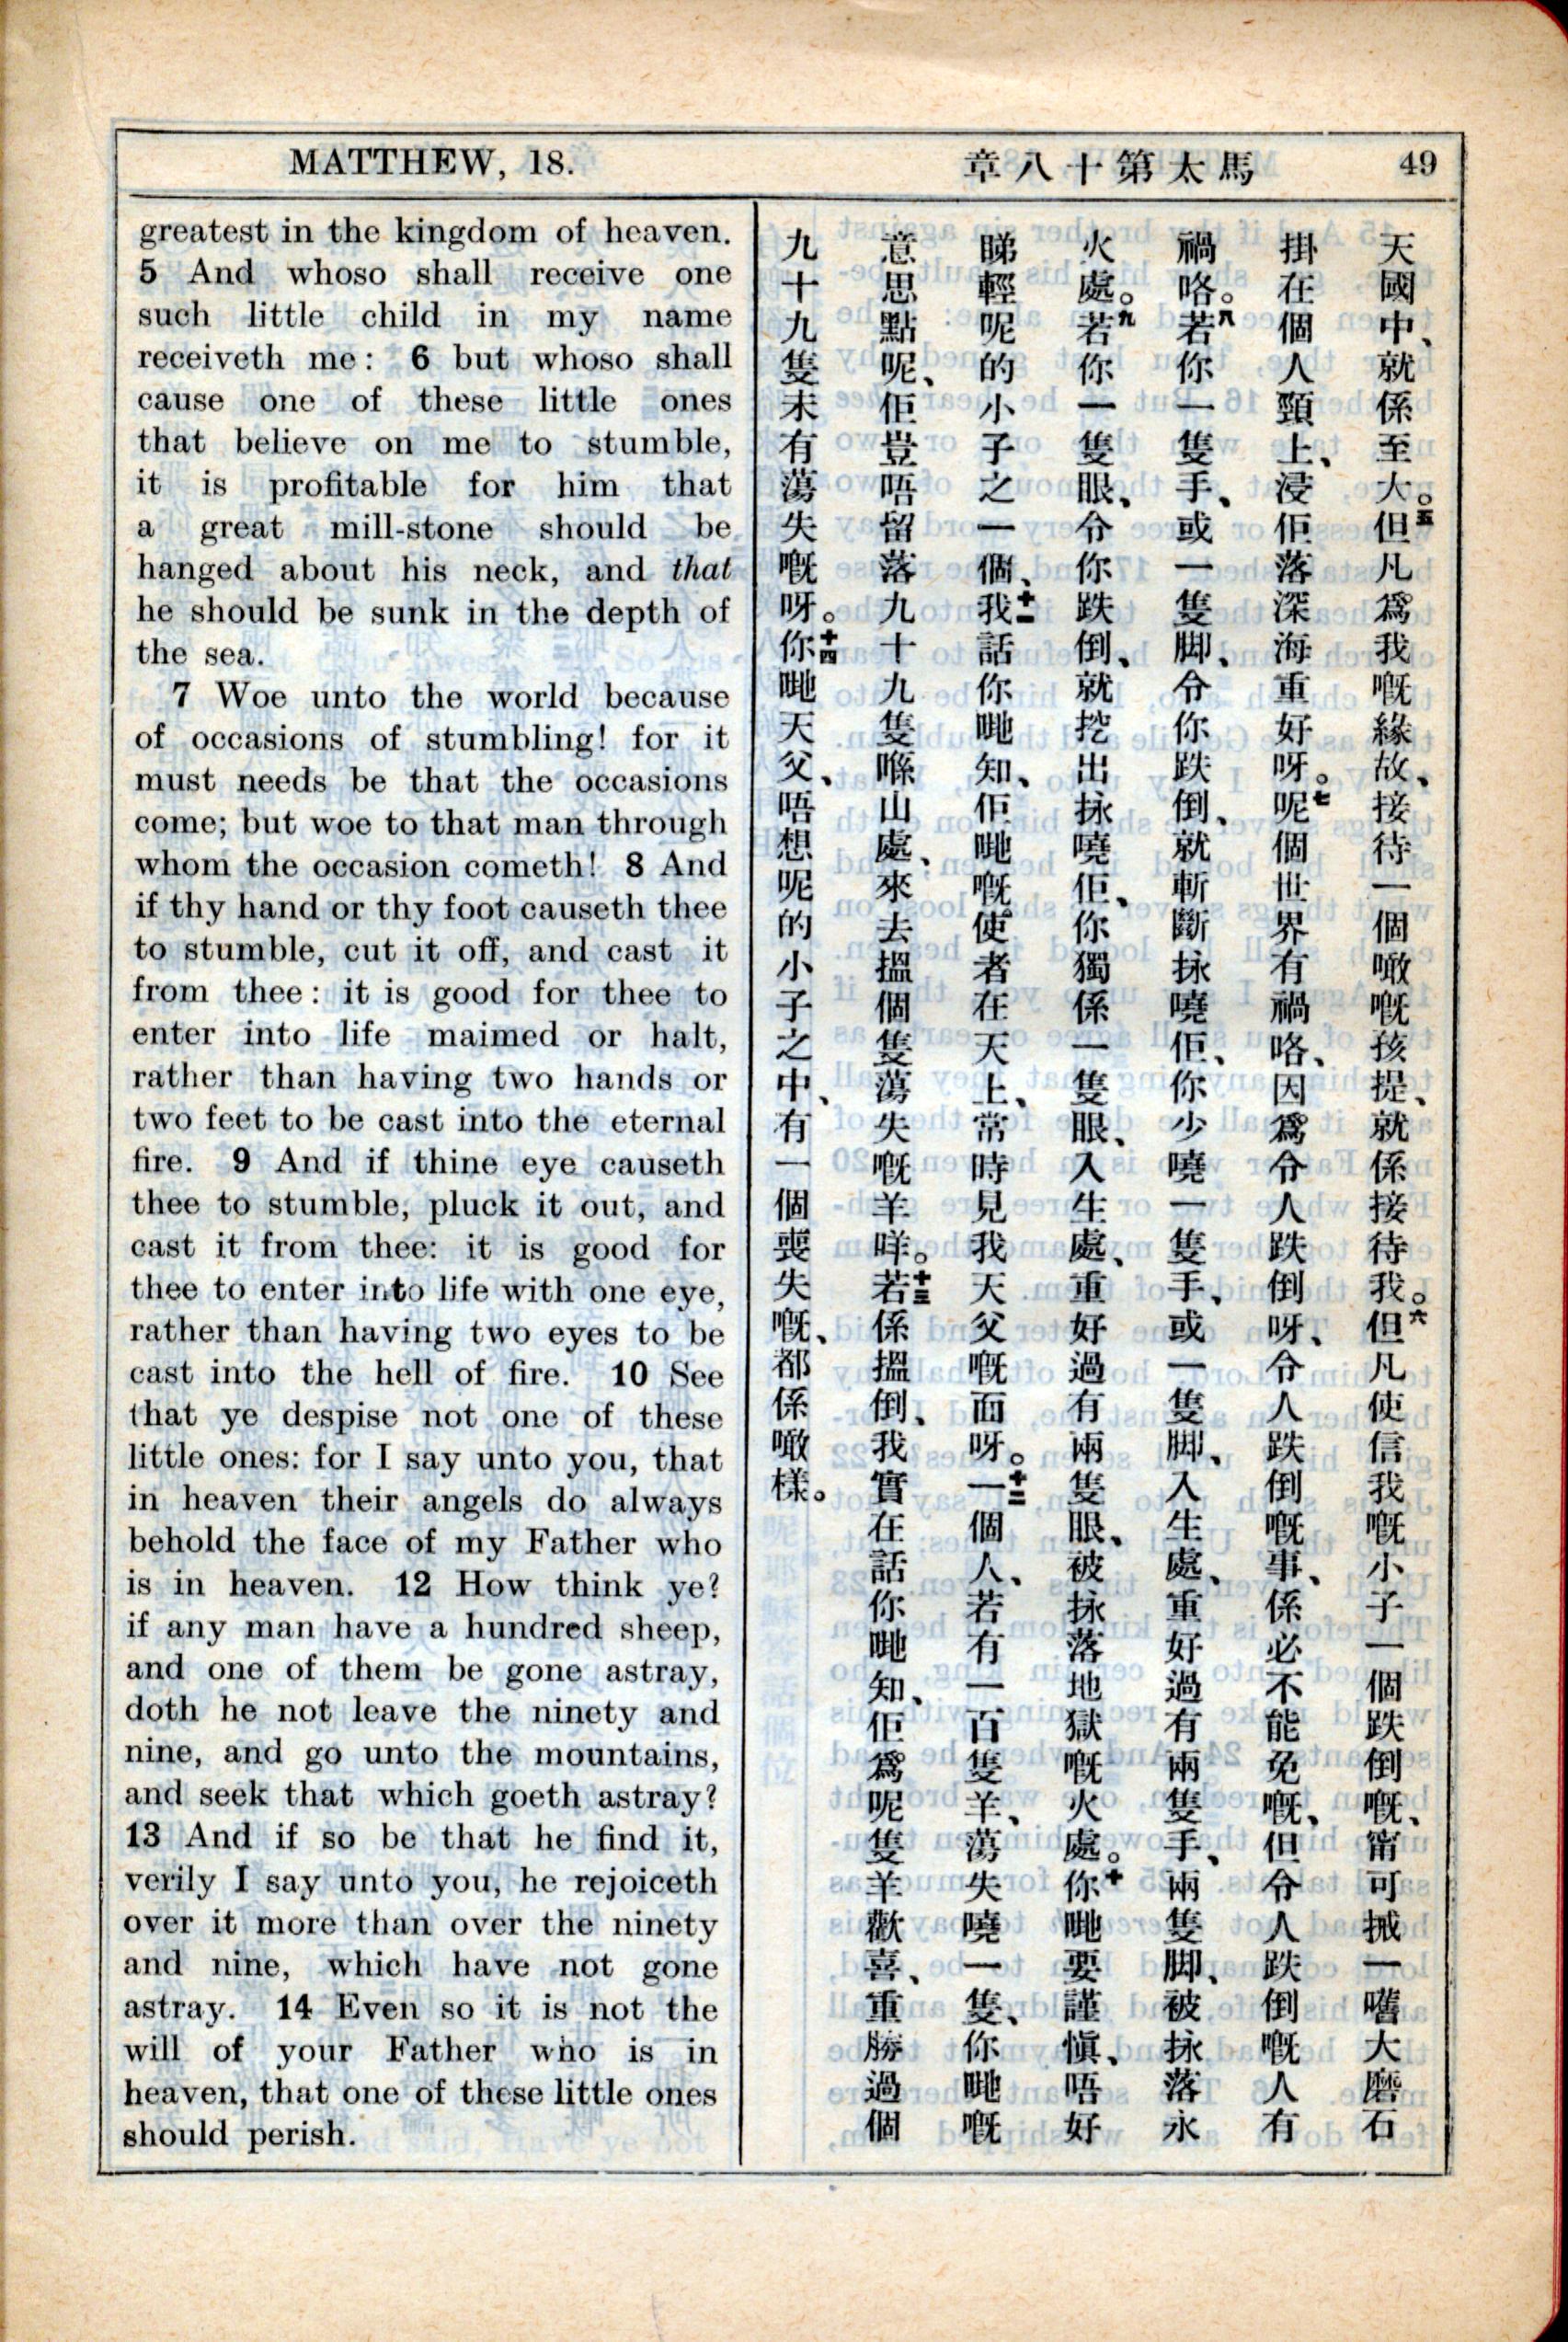 MATTHEW, 18.
章八十第太馬
49
greatest in the kingdom of heaven.
5 And whoso shall receive one
such little child in my name
receiveth me: 6 but whoso shall
cause one of these little ones
that believe on me to stumble,
it is profitable for him that
a great mill-stone should be
hanged about his neck, and that
he should be sunk in the depth of
the sea.
7 Woe unto the world because
of occasions of stumbling! for it
must needs be that the occasions
come; but woe to that man through
whom the occasion cometh! 8 And
if thy hand or thy foot causeth thee
to stumble, cut it off, and cast it
from thee: it is good for thee to
enter into life maimed or halt,
rather than having two hands or
two feet to be cast into the eternal
fire. 9 And if thine eye causeth
thee to stumble, pluck it out, and
cast it from thee: it is good for
thee to enter into life with one eye,
rather than having two eyes to be
cast into the hell of fire. 10 See
that ye despise not one of these
little ones: for I say unto you, that
in heaven their angels do always
behold the face of my Father who
is in heaven. 12 How think ye?
if any man have a hundred sheep,
and one of them be gone astray,
doth he not leave the ninety and
nine, and go unto the mountains,
and seek that which goeth astray?
13 And if so be that he find it,
verily I say unto you, he rejoiceth
over it more than over the ninety
and nine, which have not gone
astray. 14 Even so it is not the
will of your Father who is in
heaven, that one of these little ones
should perish.
天國中、就係至大。五但凡爲我嘅緣故、接待一個噉嘅孩提、就係接待我。六但凡使信我嘅小子一個跌倒嘅、甯可搣一嚿大磨石
掛在個人頸上、浸佢落深海重好呀。七呢個世界有禍咯、因爲令人跌倒呀、令人跌倒嘅事、係必不能免嘅、但令人跌倒嘅人有
禍咯。八若你一隻手、或一隻脚、令你跌倒、就斬斷揼嘵佢、你少嘵一隻手、或一隻脚、入生處、重好過有兩隻手、兩隻脚、被揼落永
火處。九若你一隻眼、令你跌倒、就挖出揼嘵佢、你獨係一隻眼、入生處、重好過有兩隻眼、被揼落地獄嘅火處。十你哋要謹慎、唔好
睇輕呢的小子之一個、十二我話你哋知、佢哋嘅使者在天上、常時見我天父嘅面呀。十二一個人、若有一百隻羊、蕩失嘵一隻、你哋嘅
意思點呢、佢豈唔留落九十九隻喺山處、來去搵個隻蕩失嘅羊咩。十三若係搵倒、我實在話你哋知、佢爲呢隻羊歡喜、重勝過個
九十九隻未有蕩失嘅呀。十四你哋天父、唔想呢的小子之中、有一個喪失嘅、都係噉樣。